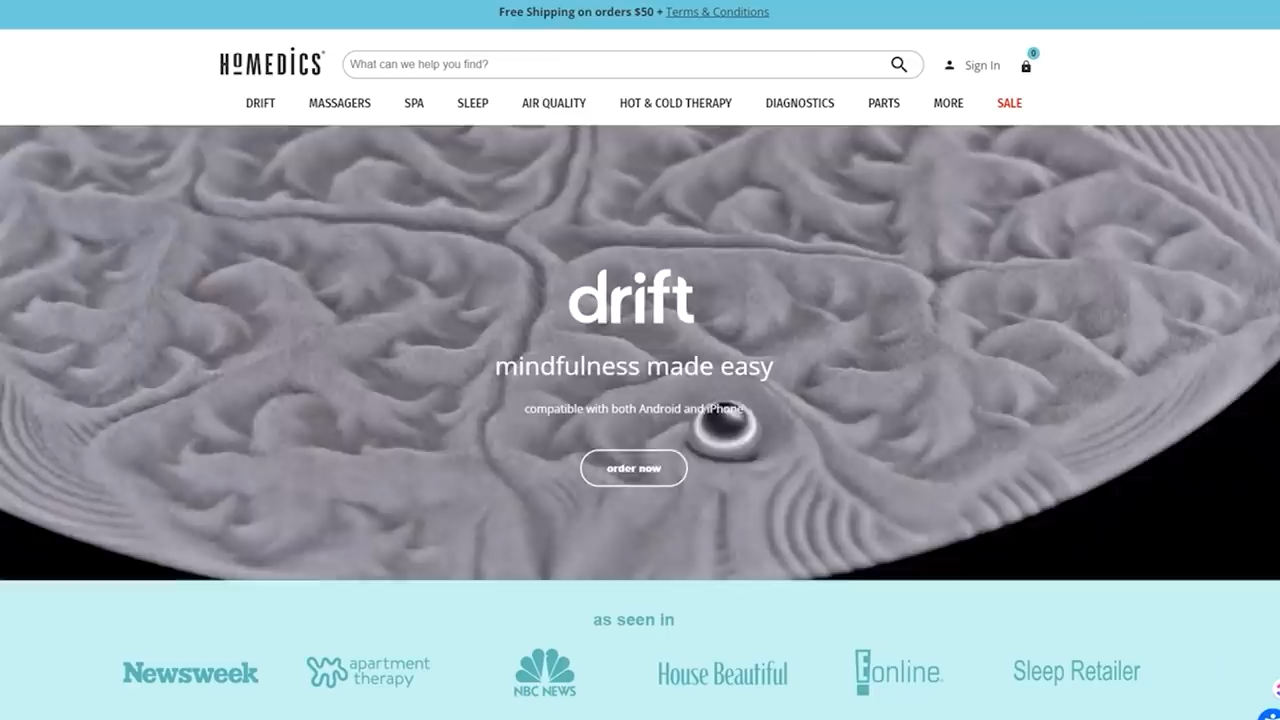 Free Shipping on orders $50 + Terms & Conditions
HOMEDICS®
What can we help you find?
Sign In
0
DRIFT MASSAGERS SPA SLEEP AIR QUALITY HOT & COLD THERAPY DIAGNOSTICS PARTS MORE SALE
drift
mindfulness made easy
compatible with both Android and iPhone
order now
as seen in
Newsweek
apartment
therapy
NBC NEWS
House Beautiful
E!online
Sleep Retailer